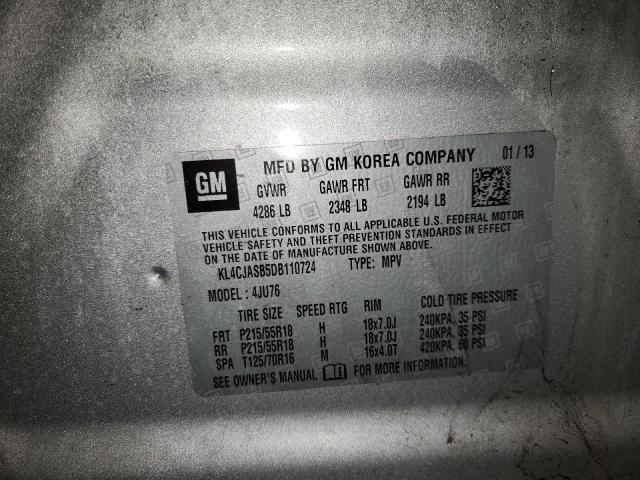 GM
MFD BY GM KOREA COMPANY 01 / 13
GVWR GAWR FRT GAWR RR
4286 LB 2348 LB 2194 LB
THIS VEHICLE CONFORMS TO ALL APPLICABLE U.S. FEDERAL MOTOR
VEHICLE SAFETY AND THEFT PREVENTION STANDARDS IN EFFECT
ON THE DATE OF MANUFACTURE SHOWN ABOVE.
KL4CJASB5DB110724 TYPE: MPV
MODEL: 4JU76
TIRE SIZE SPEED RTG RIM COLD TIRE PRESSURE
FRT P215/55R18 H 18x7.0J 240KPA, 35 PSI
RR P215/55R18 H 18x7.0J 240KPA, 35 PSI
SPA T125/70R16 M 16x4.0T 420KPA, 60 PSI
SEE OWNER'S MANUAL FOR MORE INFORMATION.